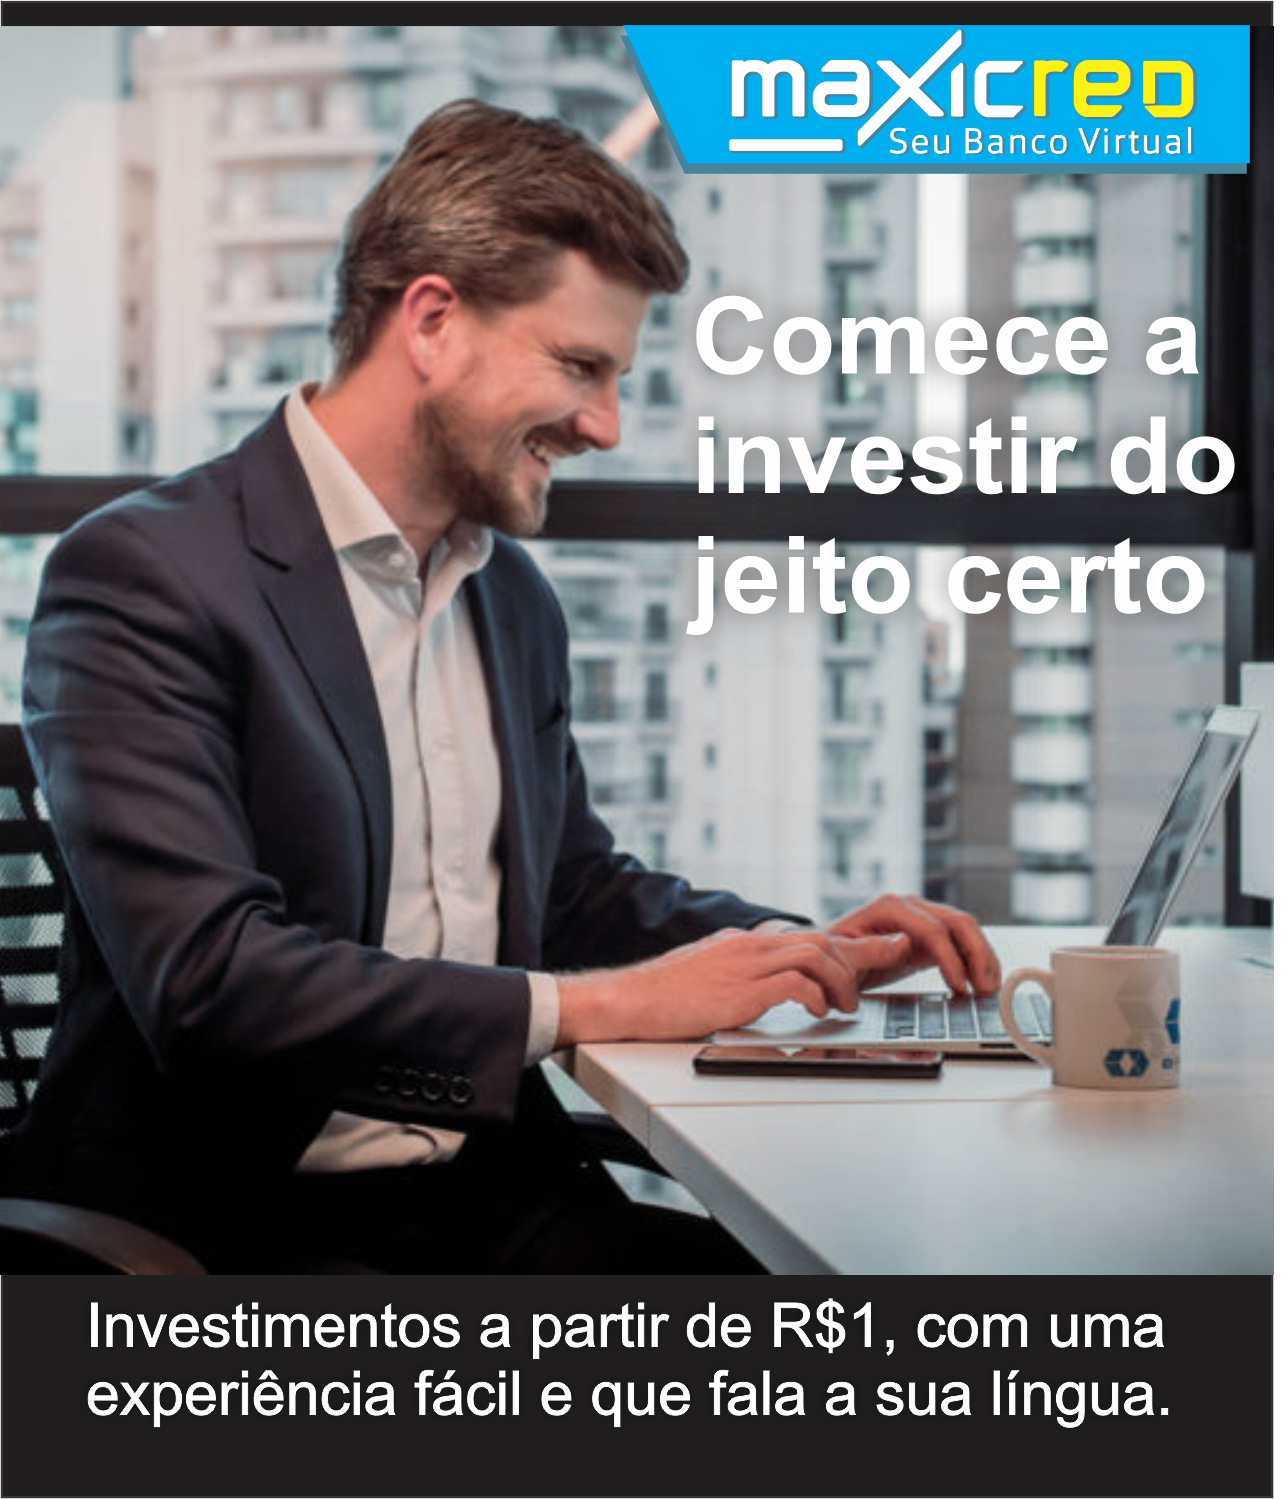 maxicred
Seu Banco Virtual
Comece a
investir do
jeito certo
Investimentos a partir de R$1, com uma
experiência fácil e que fala a sua língua.